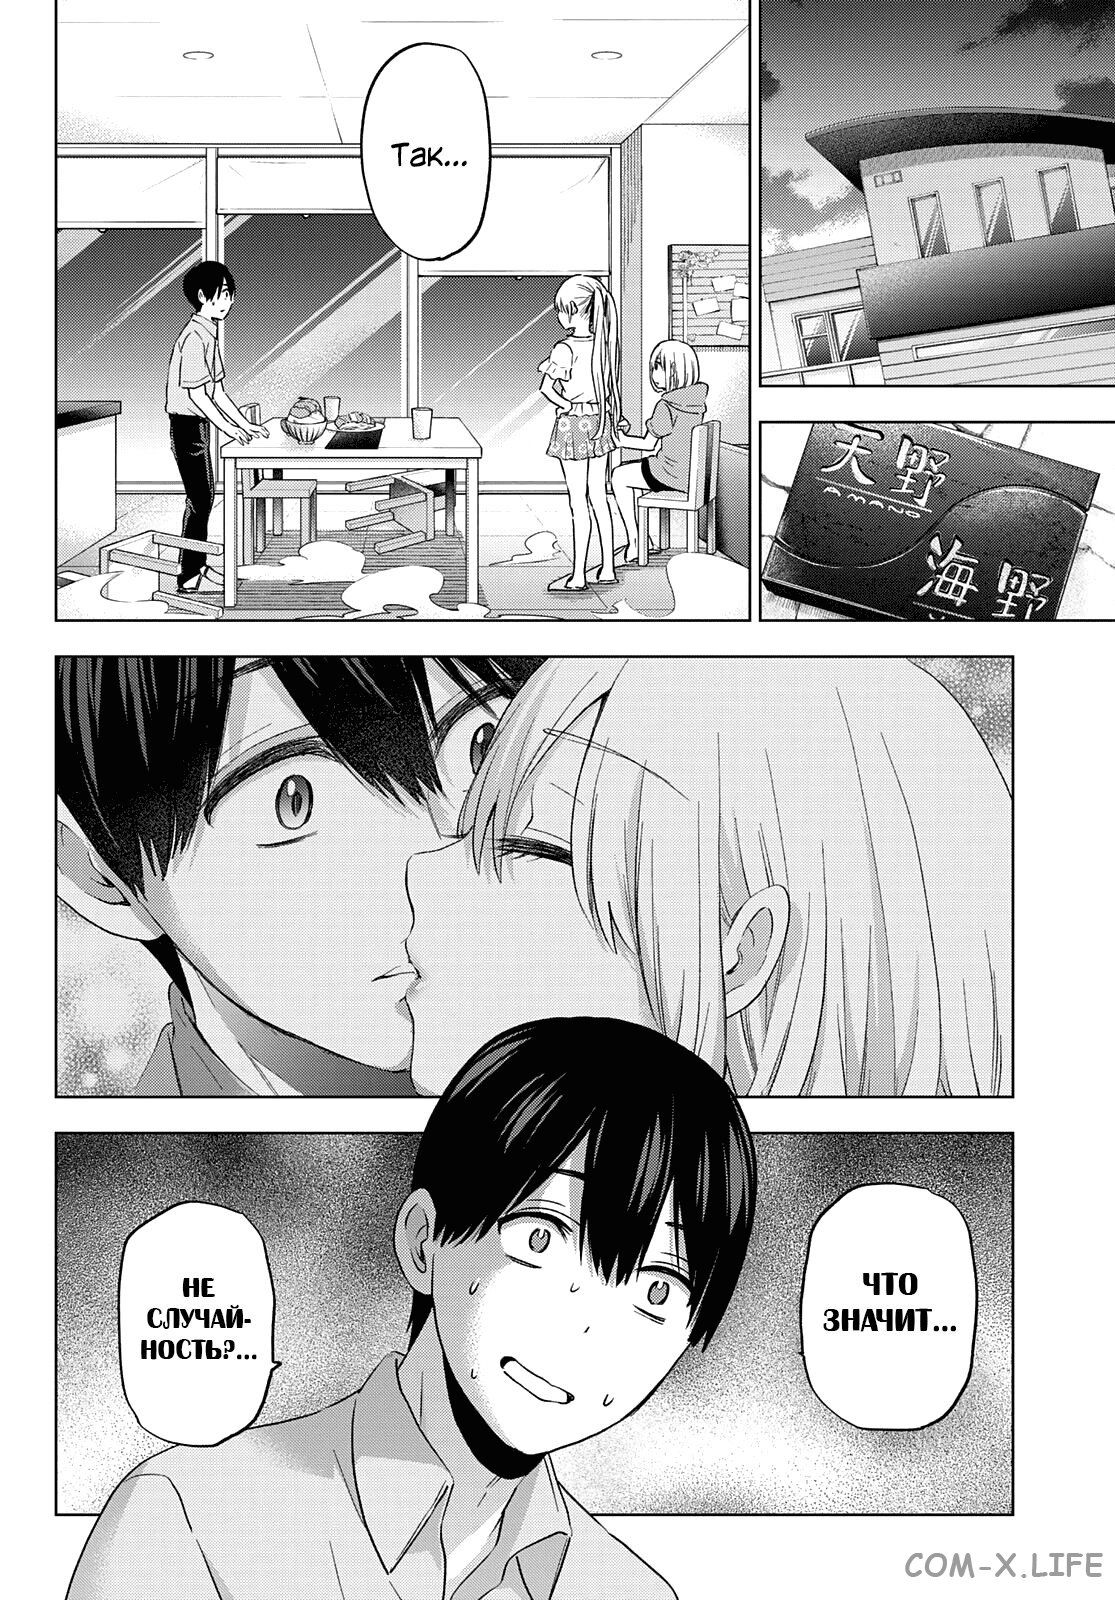 天野
AMANO
海野
Так...
ЧТО
ЗНАЧИТ...
НЕ
СЛУЧАЙ-
НОСТЬ?...
COM-X.LIFE